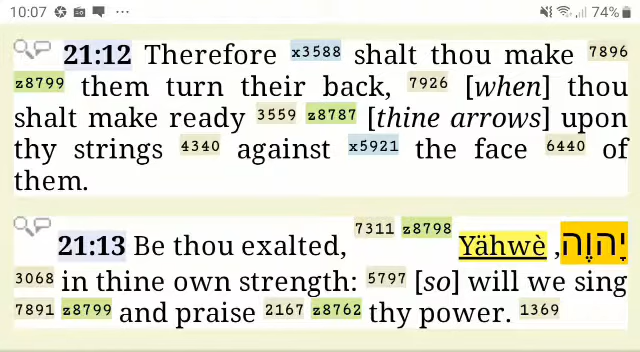 10:07 74%
21:12 Therefore x3588 shalt thou make 7896
z8799 them turn their back, 7926 [when] thou
shalt make ready 3559 z8787 [thine arrows] upon
thy strings 4340 against x5921 the face 6440 of
them.
21:13 Be thou exalted, 7311 z8798 Yähwè ,יָהוֶה
3068 in thine own strength: 5797 [so] will we sing
7891 z8799 and praise 2167 z8762 thy power. 1369